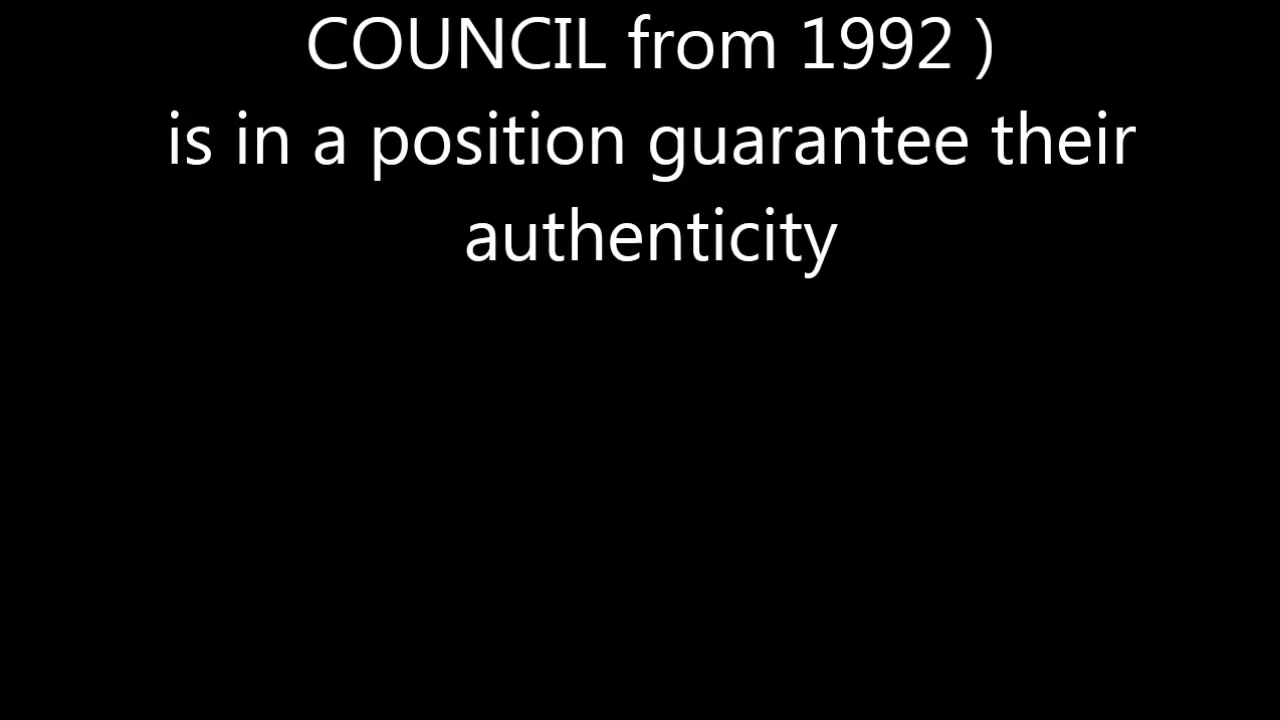 COUNCIL from 1992 )
is in a position guarantee their
authenticity